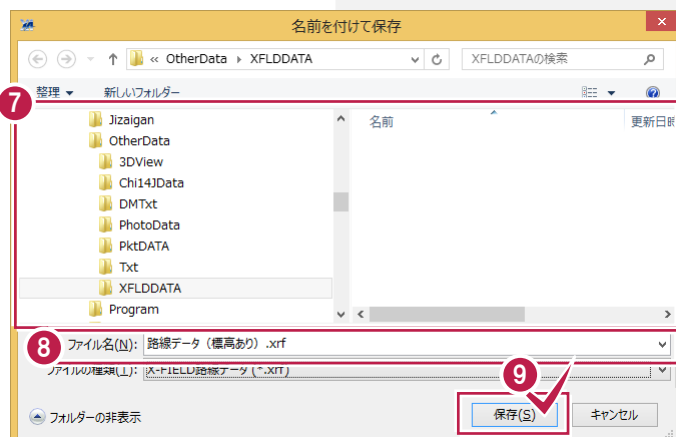 名前を付けて保存
« OtherData ▸ XFLDDATA
XFLDDATAの検索
整理 ▼ 新しいフォルダー
7
名前
更新日時
Jizaigan
OtherData
3DView
Chi14JData
DMTxt
PhotoData
PktDATA
Txt
XFLDDATA
Program
8
ファイル名(N): 路線データ（標高あり）.xrf
ファイルの種類(T): X-FIELD路線データ (*.xrf)
9
フォルダーの非表示
保存(S)
キャンセル